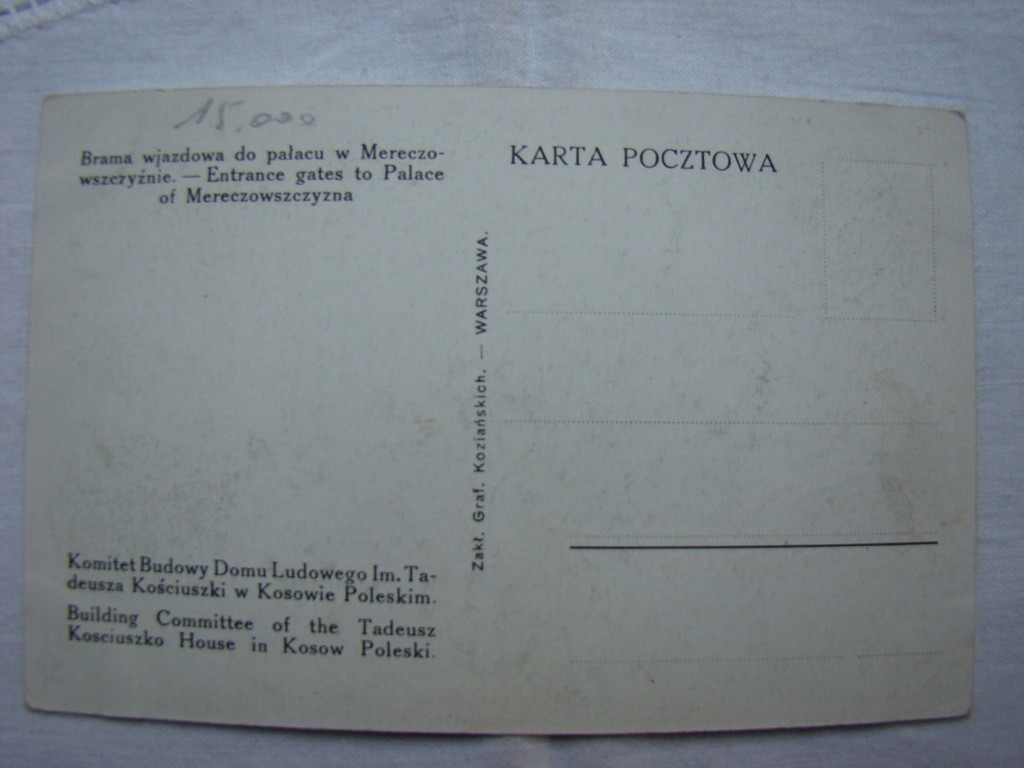 15.000
Brama wjazdowa do pałacu w Mereczo-
wszczyźnie. — Entrance gates to Palace
of Mereczowszczyzna
KARTA POCZTOWA
Zakł. Graf. Koziańskich. — WARSZAWA.
Komitet Budowy Domu Ludowego Im. Ta-
deusza Kościuszki w Kosowie Poleskim.
Building Committee of the Tadeusz
Kosciuszko House in Kosow Poleski.